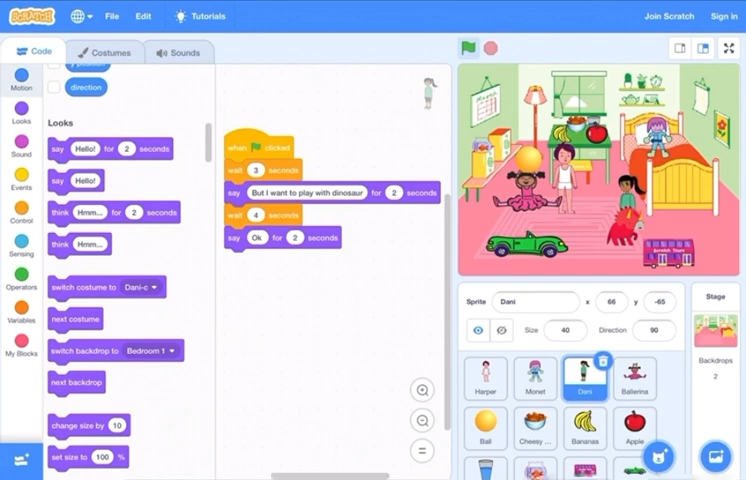 SCRATCH
File
Edit
Tutorials
Join Scratch
Sign in
Code
Costumes
Sounds
Motion
Looks
Sound
Events
Control
Sensing
Operators
Variables
My Blocks
y position
direction
Looks
say Hello! for 2 seconds
say Hello!
think Hmm... for 2 seconds
think Hmm...
switch costume to Dani-c
next costume
switch backdrop to Bedroom 1
next backdrop
change size by 10
set size to 100 %
when clicked
wait 3 seconds
say But I want to play with dinosaur for 2 seconds
wait 4 seconds
say Ok for 2 seconds
Scratch Tours
Sprite Dani x 66 y -65
Size 40 Direction 90
Harper
Monet
Dani
Ballerina
Ball
Cheesy ...
Bananas
Apple
Stage
Backdrops
2